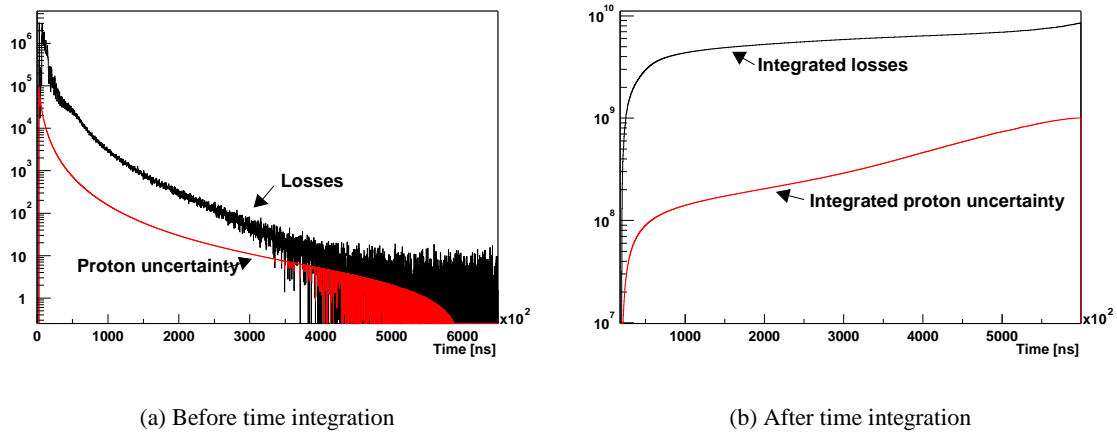 10^6
10^5
10^4
10^3
10^2
10
1
Losses
Proton uncertainty
0 1000 2000 3000 4000 5000 6000
x10^2
Time [ns]
(a) Before time integration
10^10
10^9
10^8
10^7
Integrated losses
Integrated proton uncertainty
1000 2000 3000 4000 5000
x10^2
Time [ns]
(b) After time integration